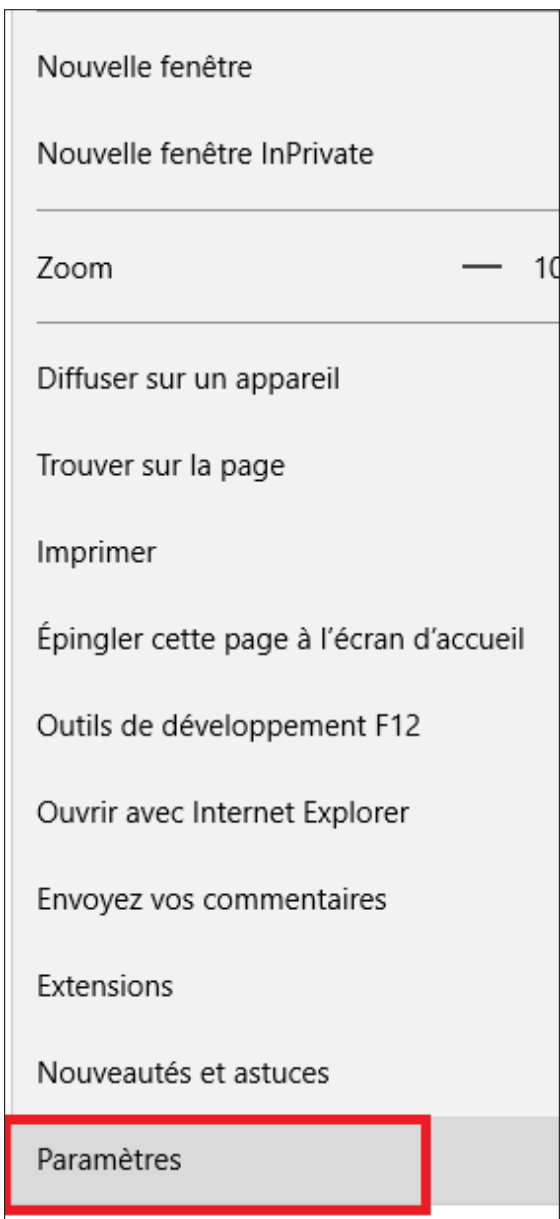 Nouvelle fenêtre
Nouvelle fenêtre InPrivate
Zoom — 10
Diffuser sur un appareil
Trouver sur la page
Imprimer
Épingler cette page à l’écran d’accueil
Outils de développement F12
Ouvrir avec Internet Explorer
Envoyez vos commentaires
Extensions
Nouveautés et astuces
Paramètres